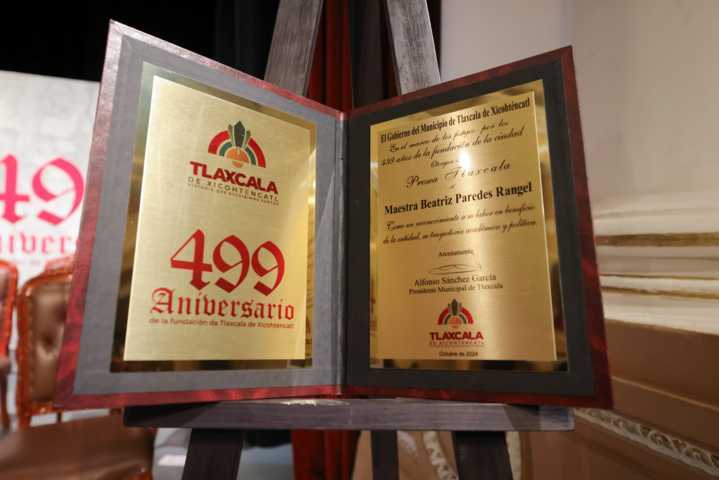 499
Aniversario
TLAXCALA
DE XICOHTÉNCATL
499
Aniversario
de la fundación de Tlaxcala de Xicohténcatl
El Gobierno del Municipio de Tlaxcala de Xicohténcatl
En el marco de los festejos por los
499 años de la fundación de la ciudad
Otorga
Presea Tlaxcala
a
Maestra Beatriz Paredes Rangel
Como un reconocimiento a su labor en beneficio
de la entidad, su trayectoria académica y política.
Atentamente
Alfonso Sánchez García
Presidente Municipal de Tlaxcala
TLAXCALA
DE XICOHTÉNCATL
Octubre de 2024